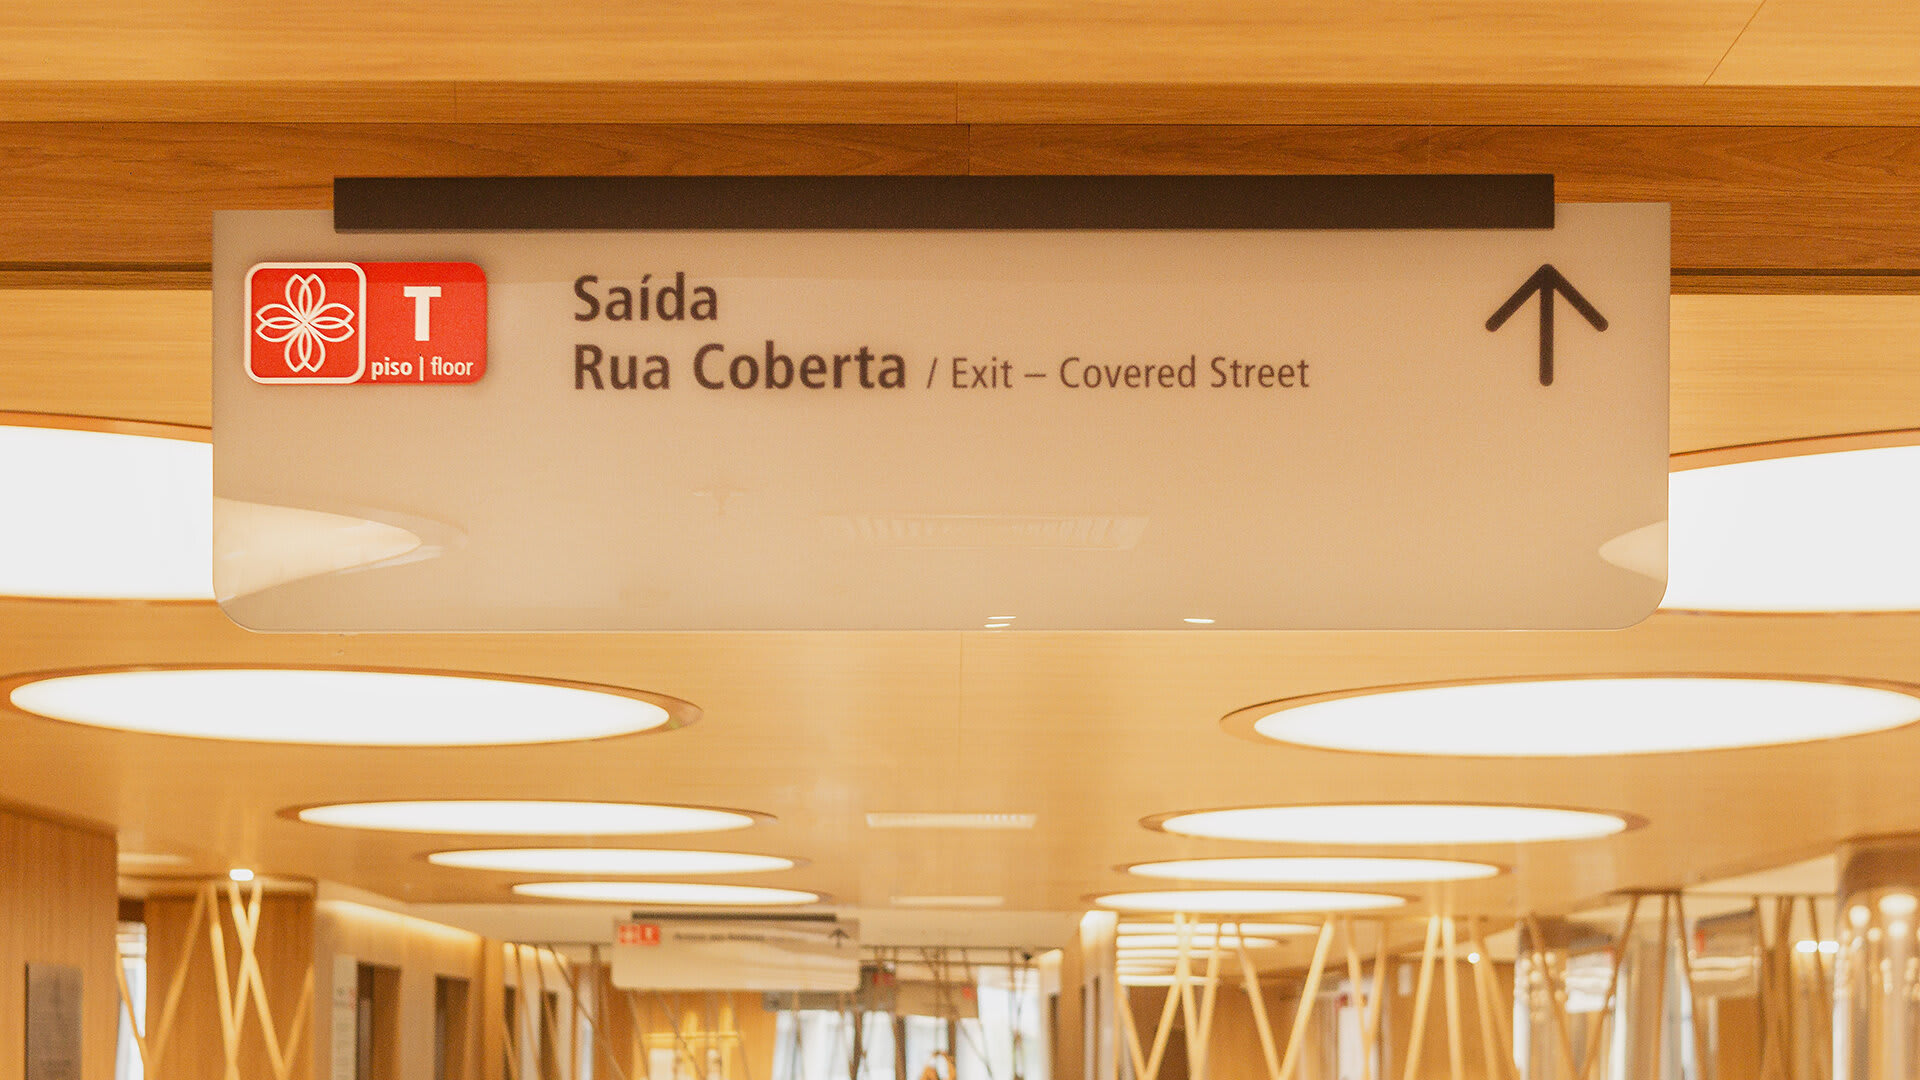 T
piso | floor
Saída
Rua Coberta / Exit – Covered Street